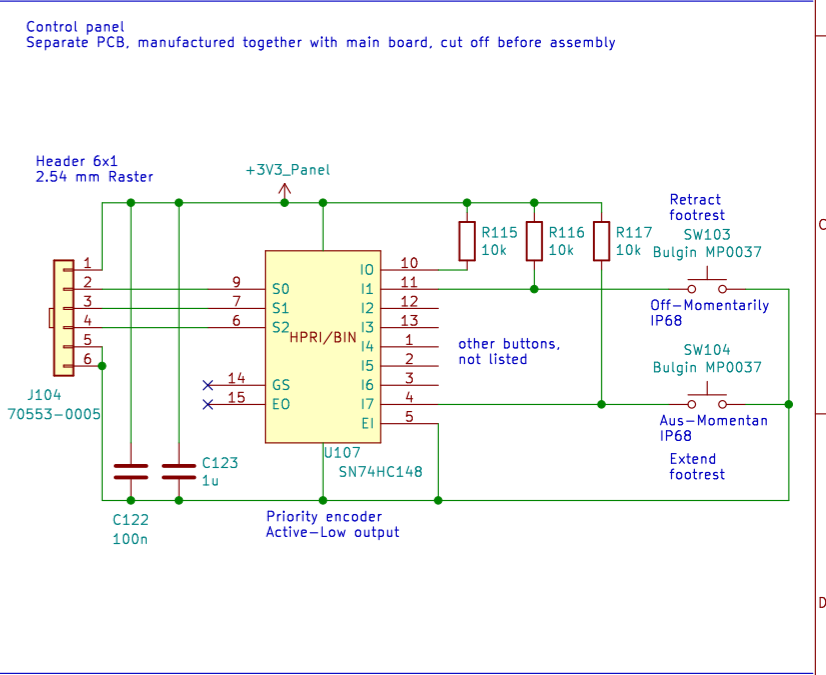 Control panel
Separate PCB, manufactured together with main board, cut off before assembly
Header 6x1
2.54 mm Raster
+3V3_Panel
Retract
footrest
SW103
Bulgin MP0037
R115
10k
R116
10k
R117
10k
C
1
2
3
4
5
6
J104
70553-0005
9
7
6
14
15
S0
S1
S2
GS
EO
HPRI/BIN
I0
I1
I2
I3
I4
I5
I6
I7
EI
10
11
12
13
1
2
3
4
5
other buttons,
not listed
Off-Momentarily
IP68
SW104
Bulgin MP0037
Aus-Momentan
IP68
Extend
footrest
U107
SN74HC148
C123
1u
C122
100n
Priority encoder
Active-Low output
D